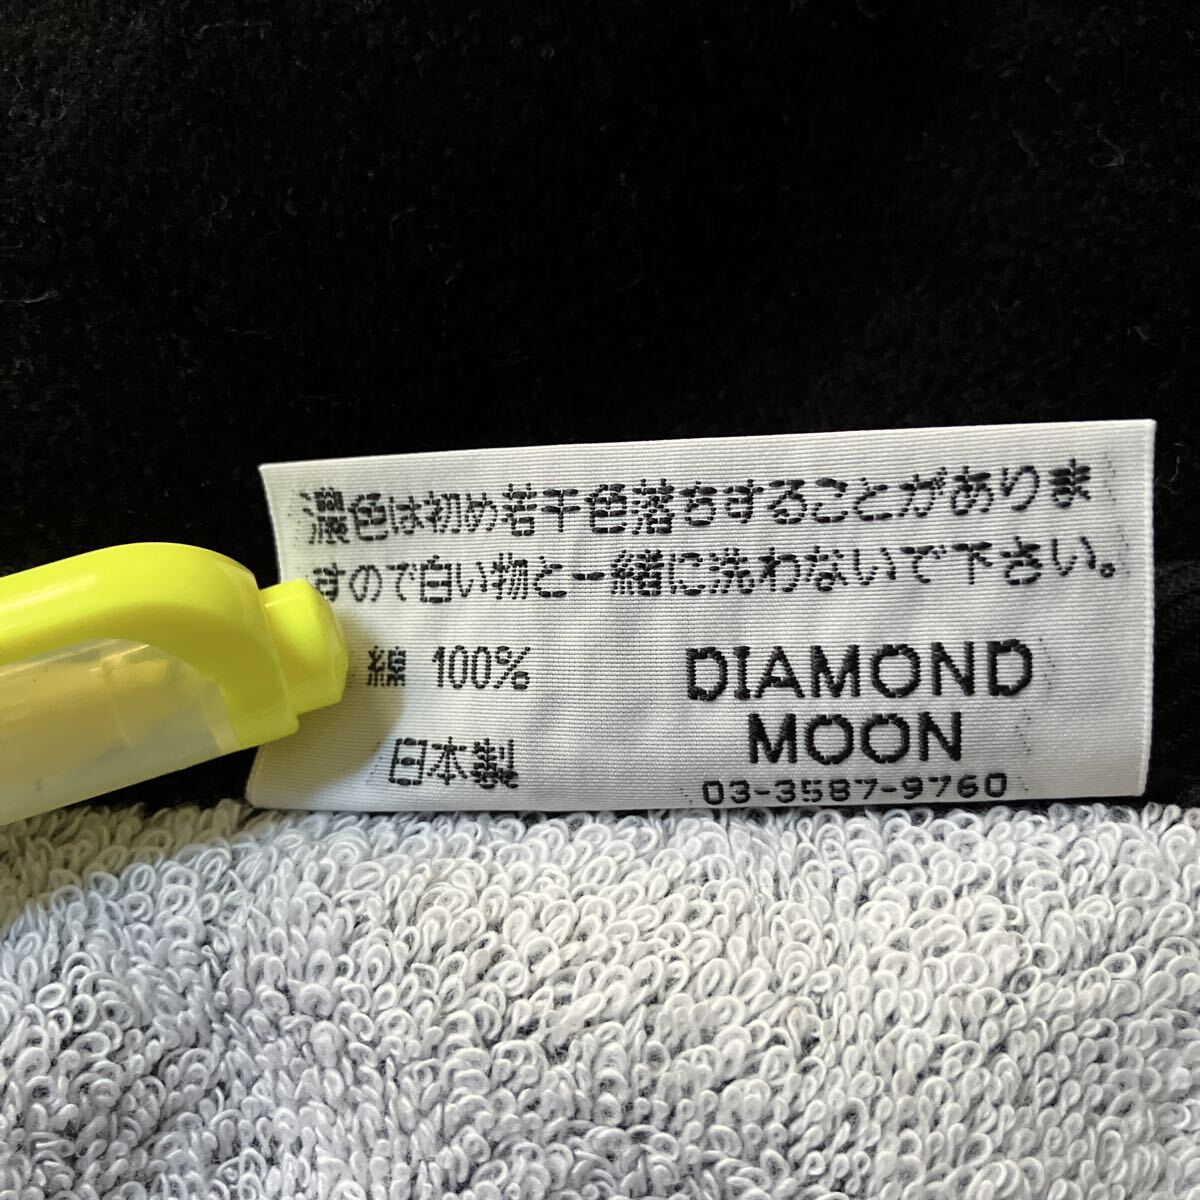 濃色は初め若干色落ちすることがありま
すので白い物と一緒に洗わないで下さい。
綿 100%
日本製
DIAMOND
MOON
03-3587-9760